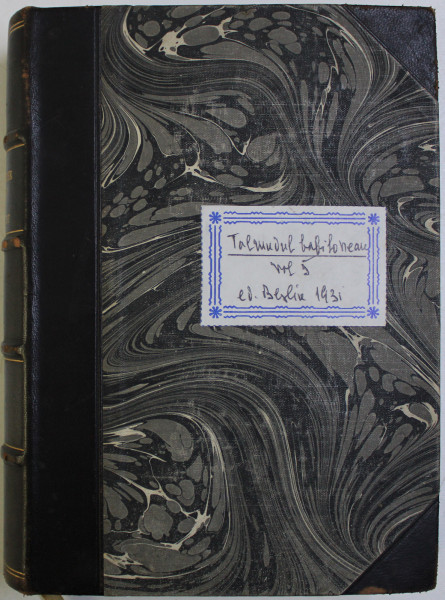 Talmudul babilonean
vol 5
ed. Berlin 1931